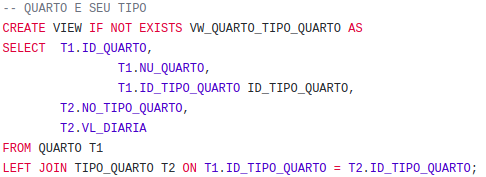 -- QUARTO E SEU TIPO
CREATE VIEW IF NOT EXISTS VW_QUARTO_TIPO_QUARTO AS
SELECT  T1.ID_QUARTO,
T1.NU_QUARTO,
T1.ID_TIPO_QUARTO ID_TIPO_QUARTO,
T2.NO_TIPO_QUARTO,
T2.VL_DIARIA
FROM QUARTO T1
LEFT JOIN TIPO_QUARTO T2 ON T1.ID_TIPO_QUARTO = T2.ID_TIPO_QUARTO;